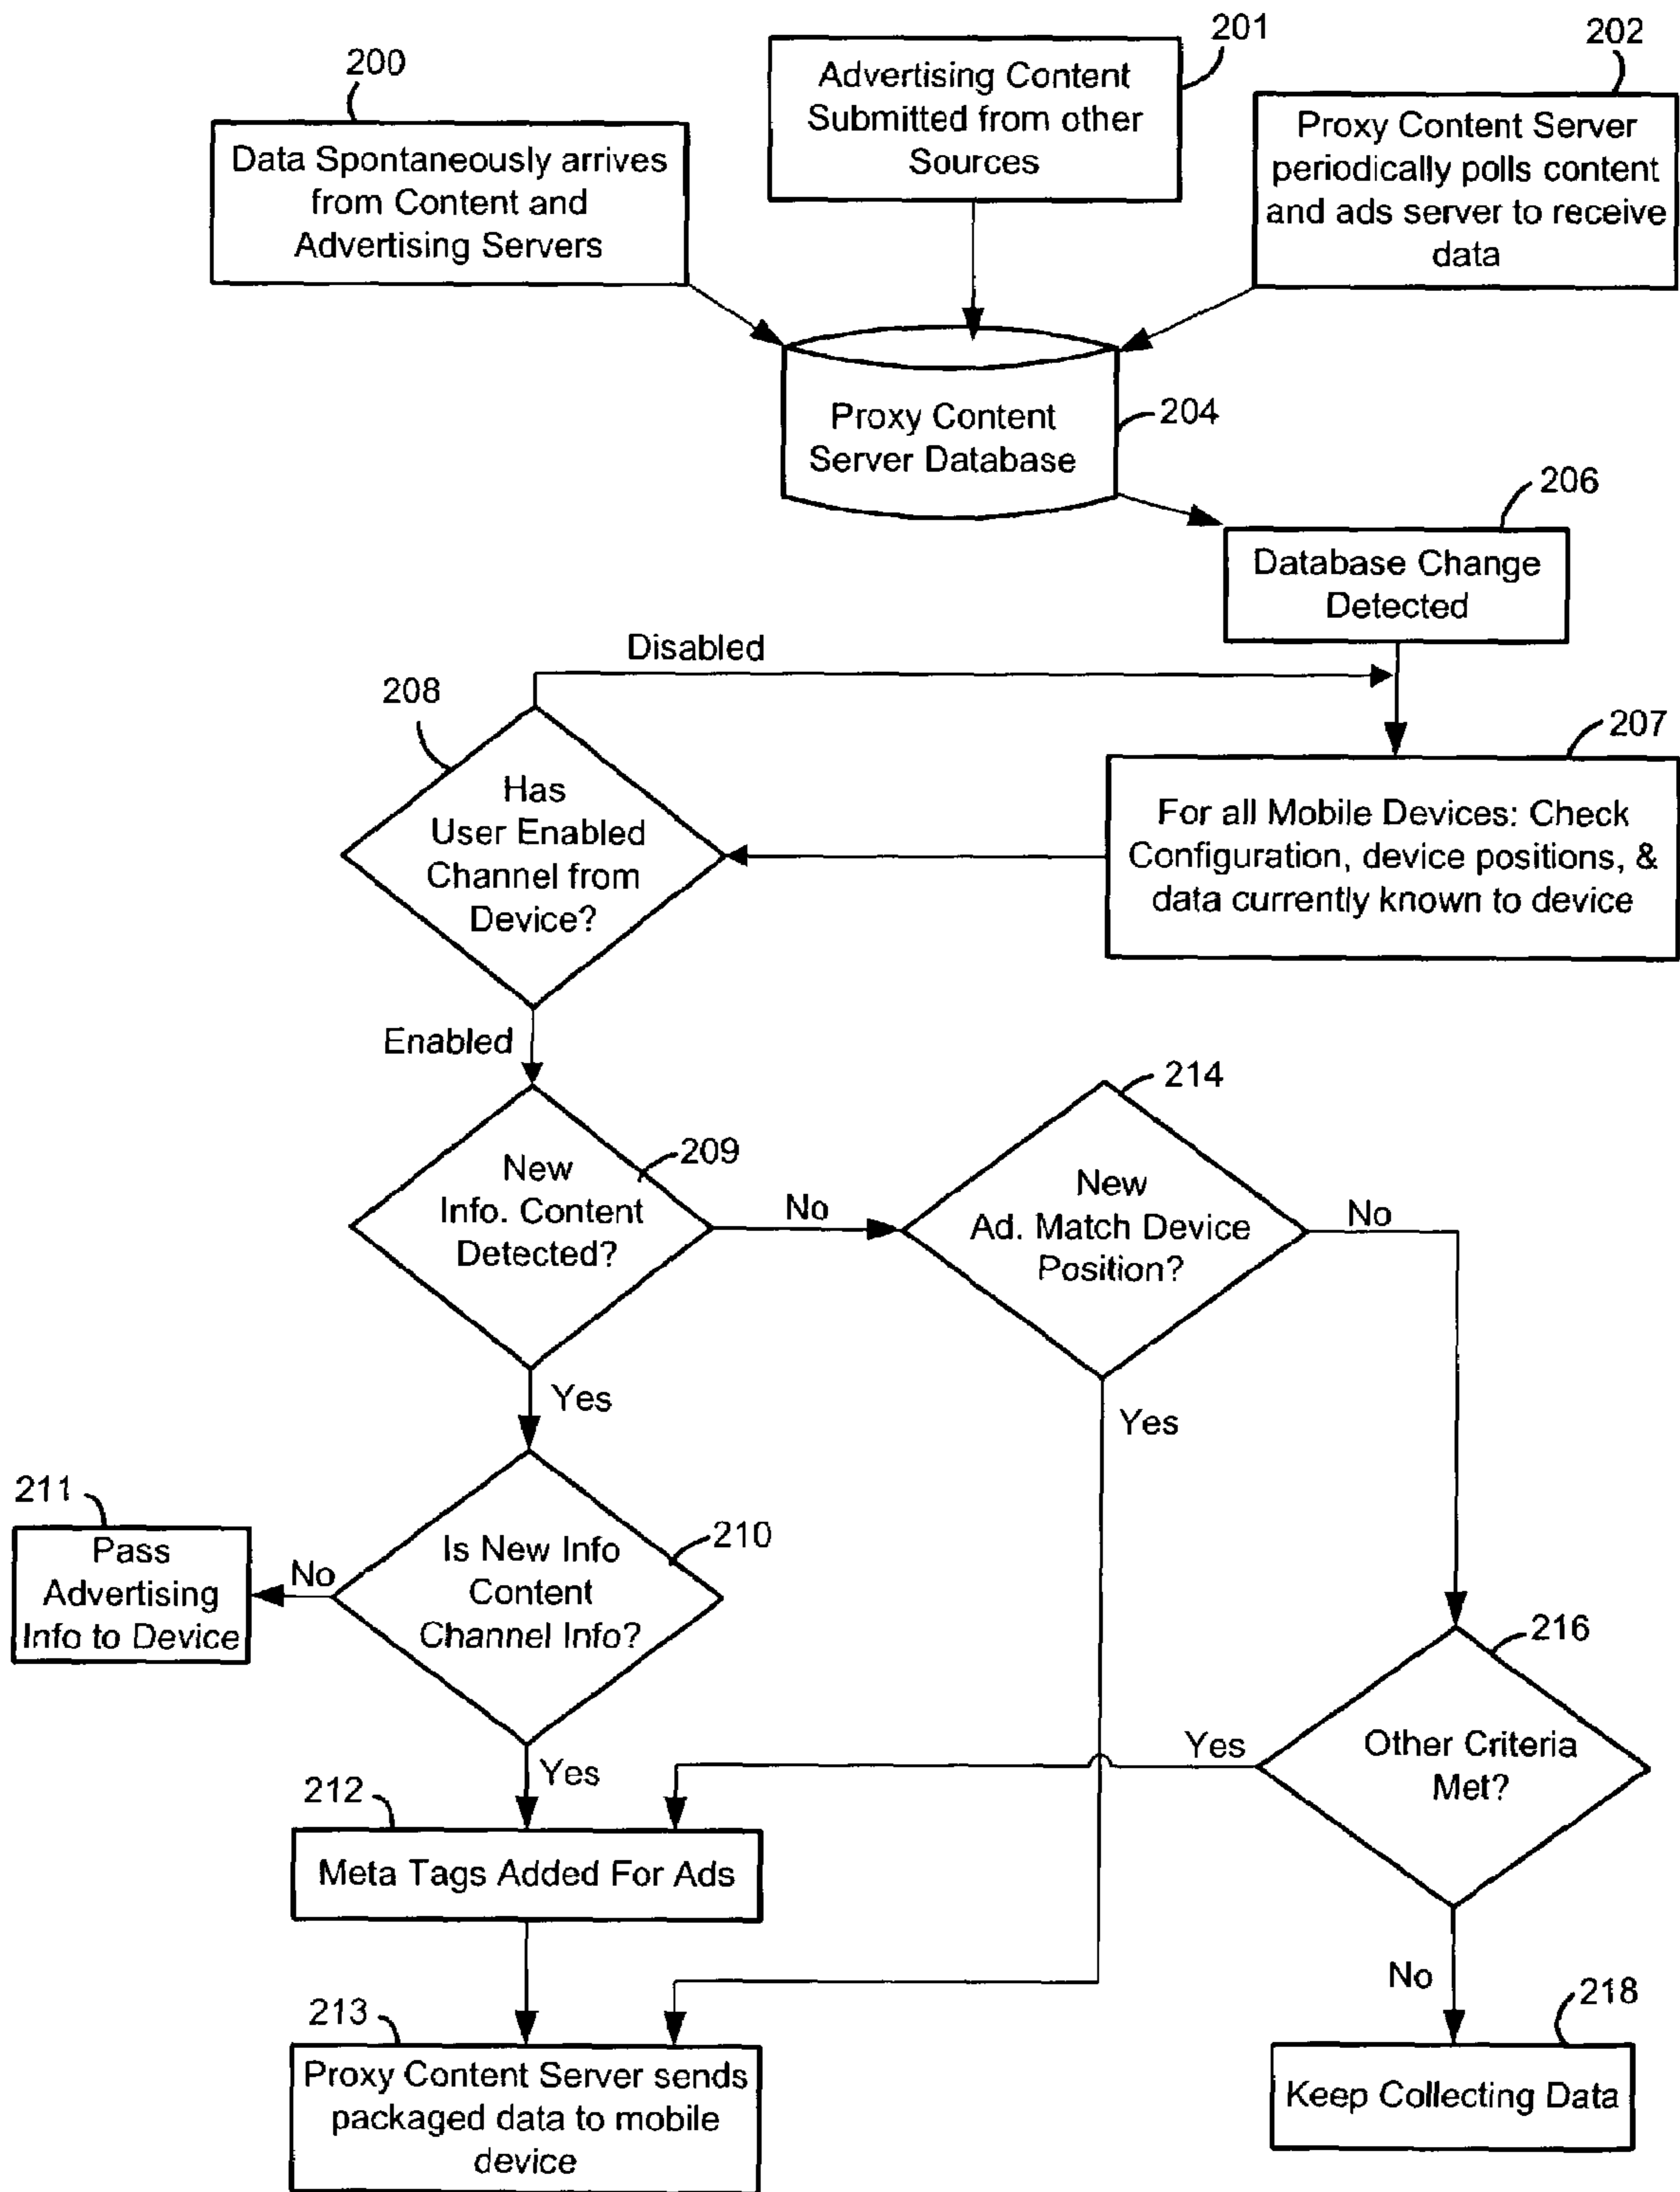 200
Data Spontaneously arrives
from Content and
Advertising Servers
201
Advertising Content
Submitted from other
Sources
202
Proxy Content Server
periodically polls content
and ads server to receive
data
Proxy Content
Server Database
204
206
Database Change
Detected
Disabled
208
Has
User Enabled
Channel from
Device?
207
For all Mobile Devices: Check
Configuration, device positions, &
data currently known to device
Enabled
209
New
Info. Content
Detected?
No
214
New
Ad. Match Device
Position?
No
Yes
Yes
211
Pass
Advertising
Info to Device
No
210
Is New Info
Content
Channel Info?
216
Other Criteria
Met?
Yes
Yes
212
Meta Tags Added For Ads
No
213
Proxy Content Server sends
packaged data to mobile
device
218
Keep Collecting Data